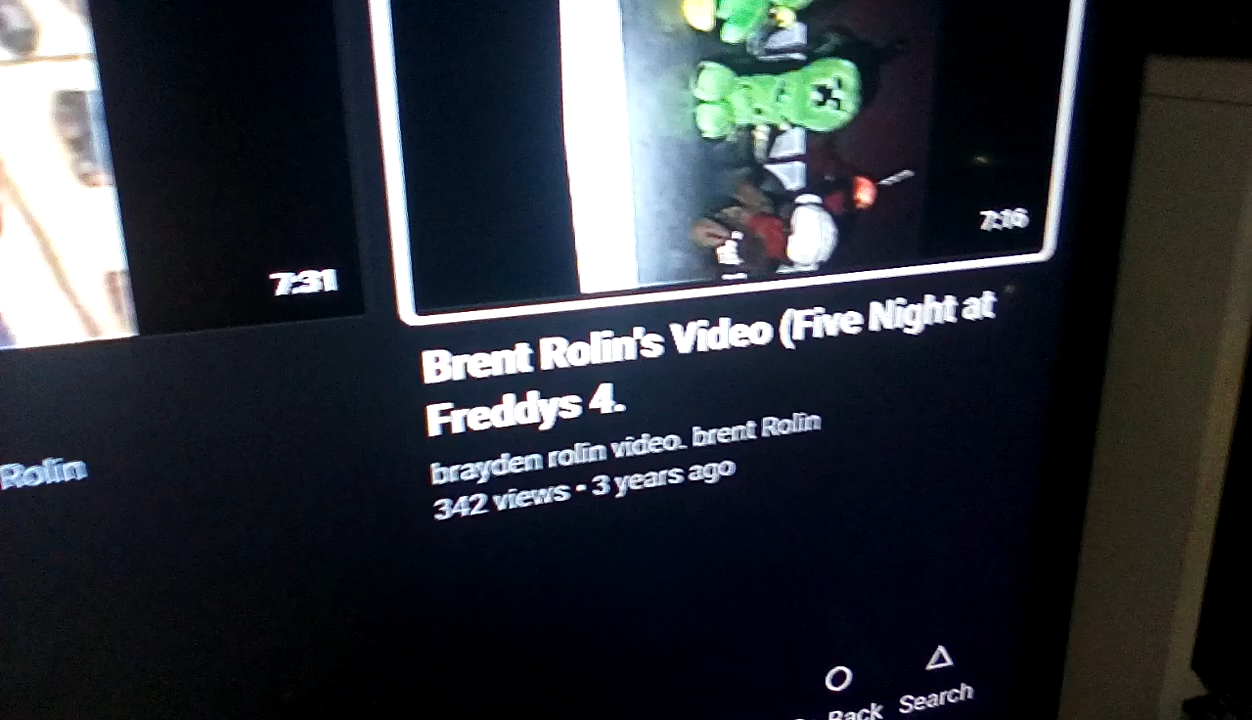 7:31
7:16
Brent Rolin's Video (Five Night at
Freddys 4.
brayden rolin video. brent Rolin
342 views • 3 years ago
Rolin
Back Search